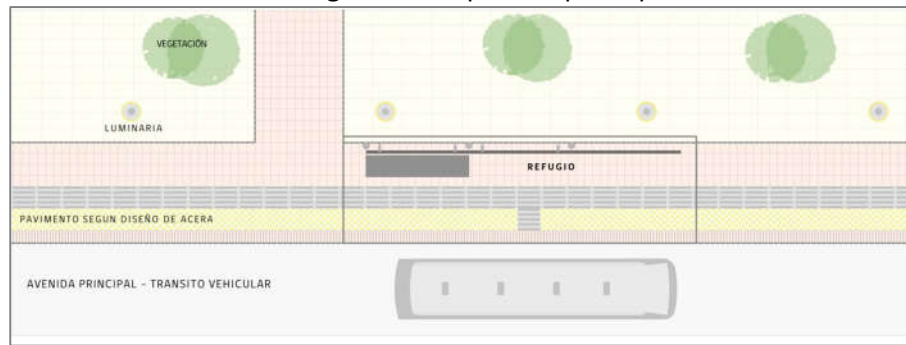 VEGETACIÓN
LUMINARIA
REFUGIO
PAVIMENTO SEGUN DISEÑO DE ACERA
AVENIDA PRINCIPAL - TRANSITO VEHICULAR